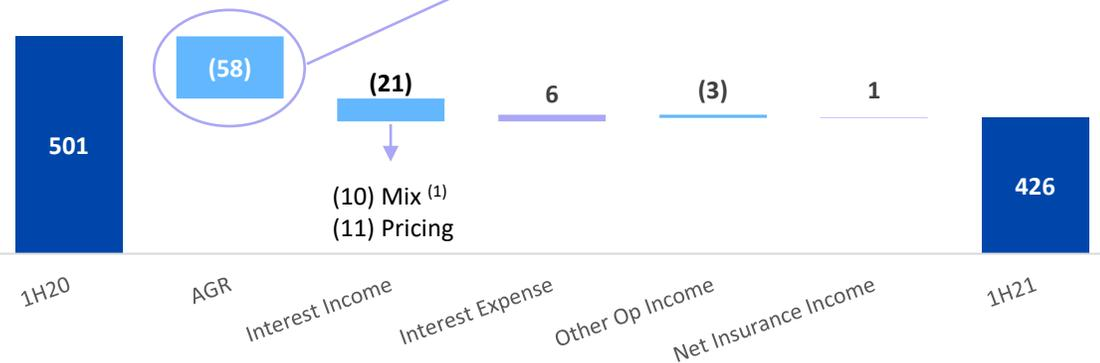 501
(58)
(21)
6
(3)
1
426
(10) Mix (1)
(11) Pricing
1H20
AGR
Interest Income
Interest Expense
Other Op Income
Net Insurance Income
1H21